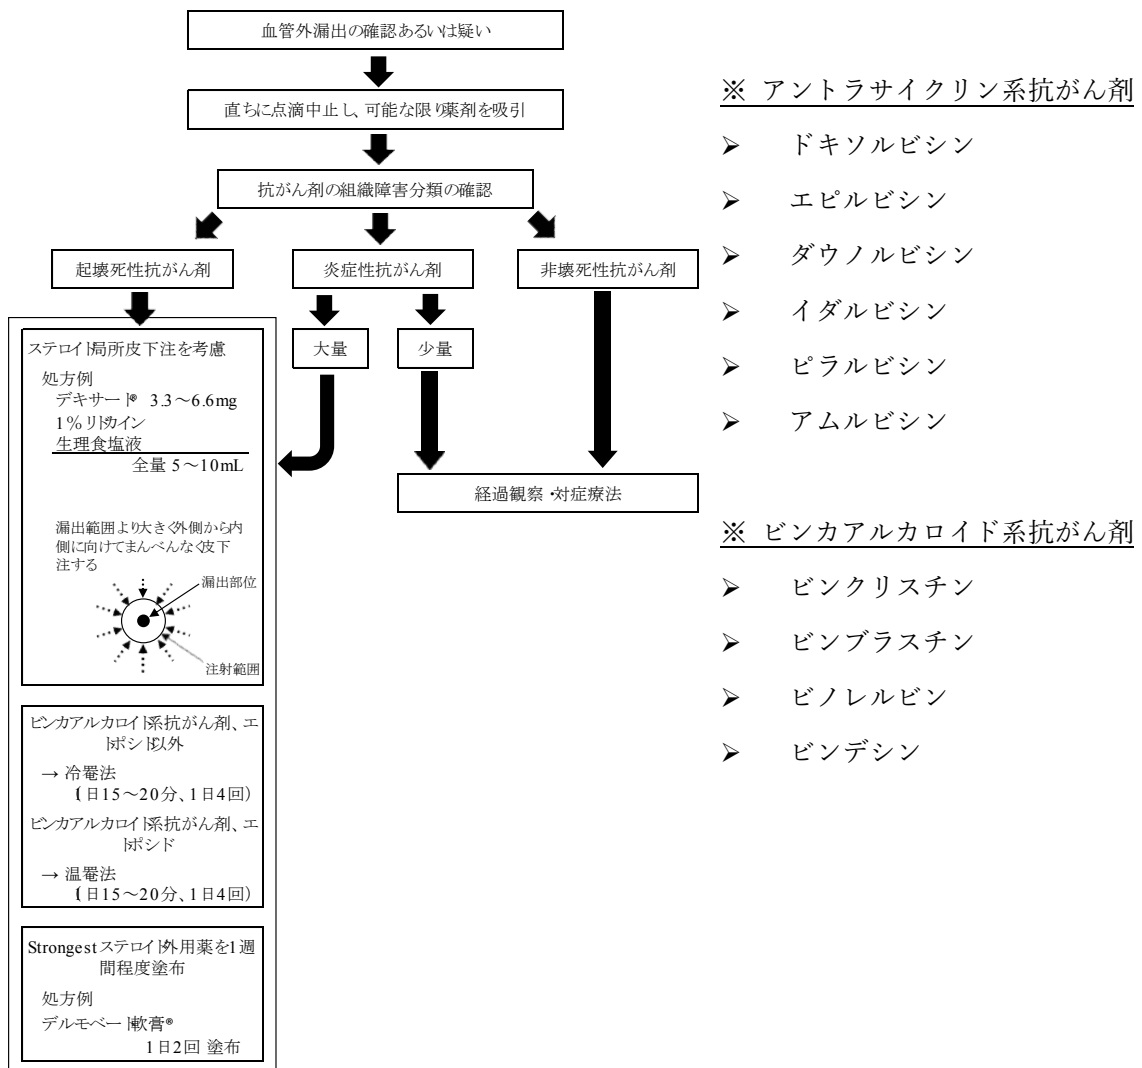 血管外漏出の確認あるいは疑い
直ちに点滴中止し、可能な限り薬剤を吸引
抗がん剤の組織障害分類の確認
起壊死性抗がん剤
炎症性抗がん剤
非壊死性抗がん剤
大量
少量
経過観察・対症療法
ステロイド局所皮下注を考慮
処方例
デキサート® 3.3～6.6mg
1％リドカイン
生理食塩液
全量 5～10mL
漏出範囲より大きく外側から内
側に向けてまんべんなく皮下
注する
漏出部位
注射範囲
ビンカアルカロイド系抗がん剤、エ
トポシド以外
→ 冷罨法
(1日15～20分、1日4回)
ビンカアルカロイド系抗がん剤、エ
トポシド
→ 温罨法
(1日15～20分、1日4回)
Strongestステロイド外用薬を1週
間程度塗布
処方例
デルモベート軟膏®
1日2回 塗布
※ アントラサイクリン系抗がん剤
➢ ドキソルビシン
➢ エピルビシン
➢ ダウノルビシン
➢ イダルビシン
➢ ピラルビシン
➢ アムルビシン
※ ビンカアルカロイド系抗がん剤
➢ ビンクリスチン
➢ ビンブラスチン
➢ ビノレルビン
➢ ビンデシン